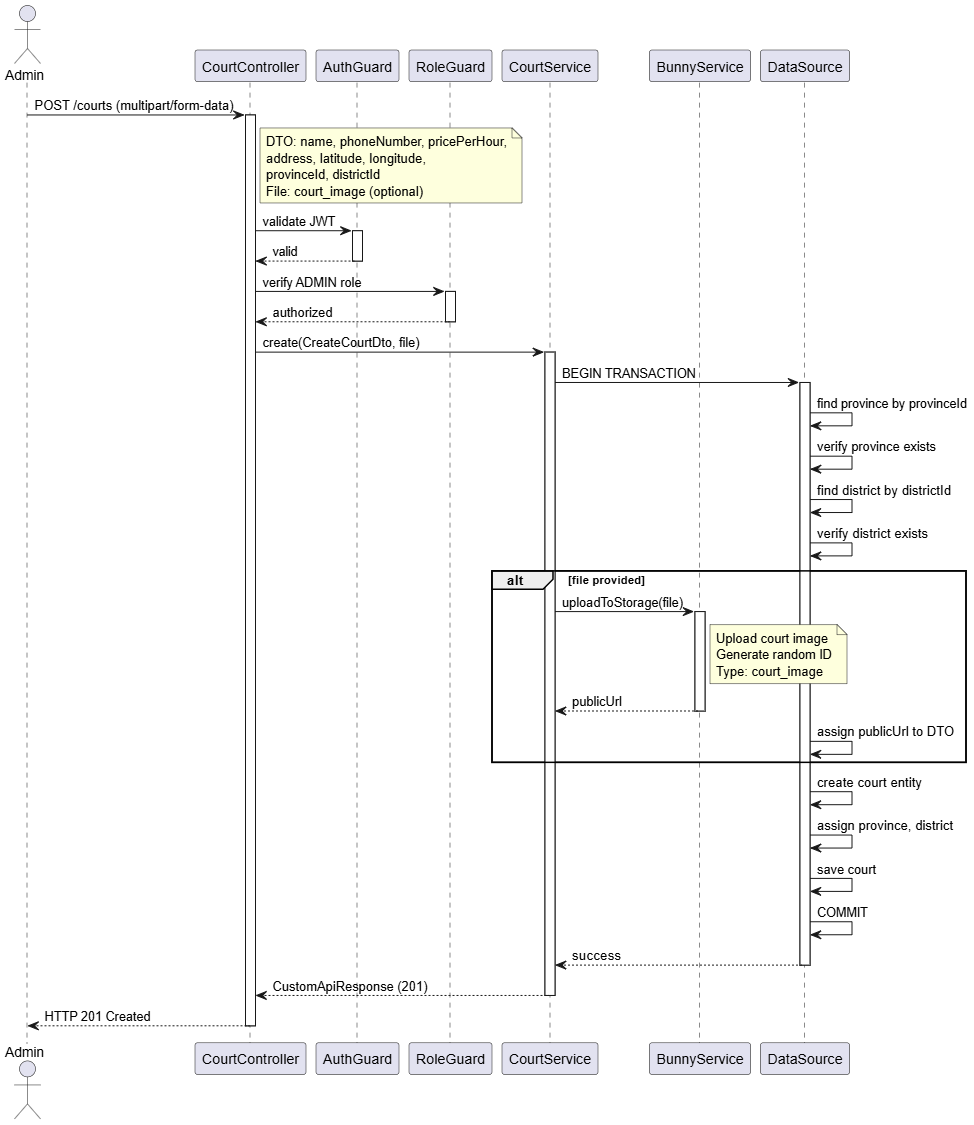 Admin
CourtController
AuthGuard
RoleGuard
CourtService
BunnyService
DataSource
POST /courts (multipart/form-data)
DTO: name, phoneNumber, pricePerHour,
address, latitude, longitude,
provinceId, districtId
File: court_image (optional)
validate JWT
valid
verify ADMIN role
authorized
create(CreateCourtDto, file)
BEGIN TRANSACTION
find province by provinceId
verify province exists
find district by districtId
verify district exists
alt
[file provided]
uploadToStorage(file)
Upload court image
Generate random ID
Type: court_image
publicUrl
assign publicUrl to DTO
create court entity
assign province, district
save court
COMMIT
success
CustomApiResponse (201)
HTTP 201 Created
Admin
CourtController
AuthGuard
RoleGuard
CourtService
BunnyService
DataSource